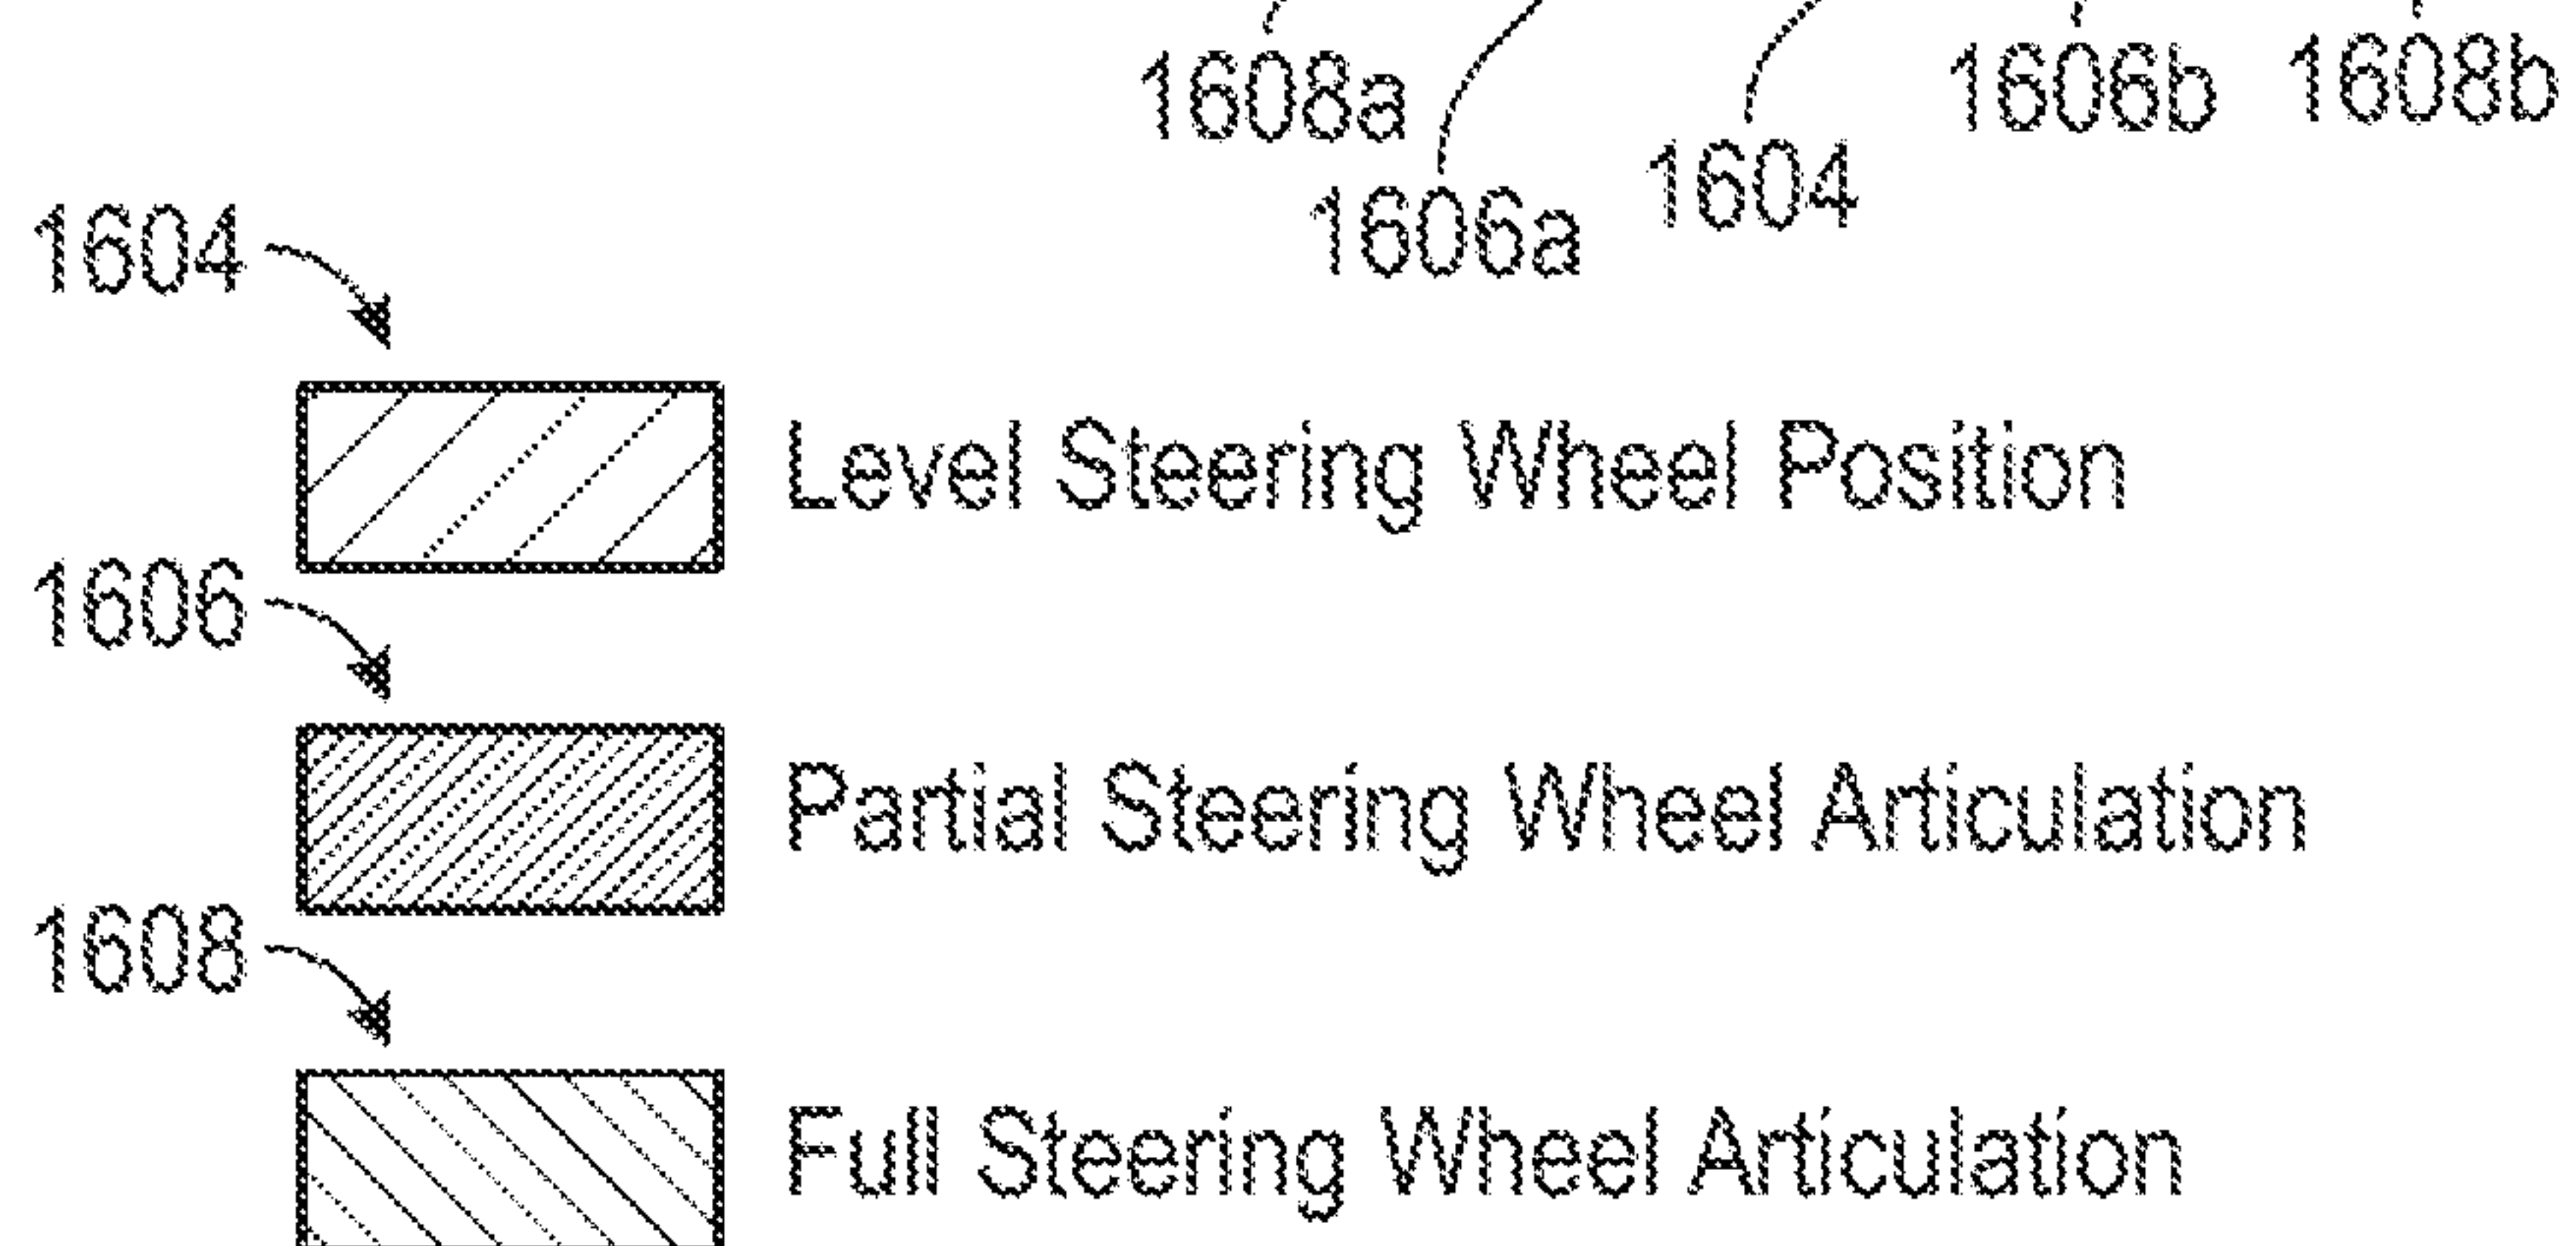 1608a
1606b 1608b
1606a
1604
1604
Level Steering Wheel Position
1606
Partial Steering Wheel Articulation
1608
Full Steering Wheel Articulation